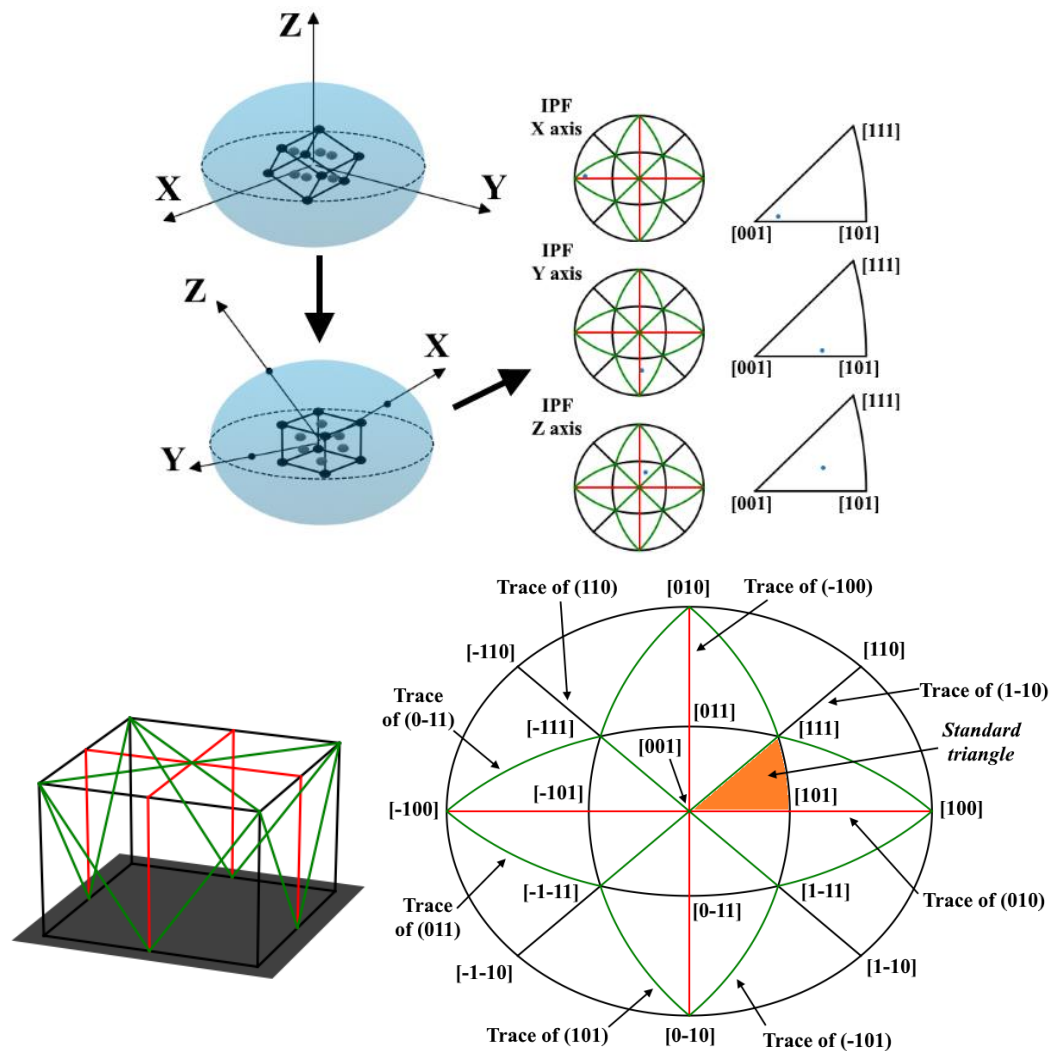 Z
X
Y
IPF
X axis
[111]
[001]
[101]
IPF
Y axis
[111]
[001]
[101]
Z
X
Y
IPF
Z axis
[111]
[001]
[101]
Trace of (110)
[010]
Trace of (-100)
[-110]
[110]
Trace
of (0-11)
Trace of (1-10)
[-111]
[011]
[111]
Standard
triangle
[001]
[-100]
[-101]
[101]
[100]
Trace
of (011)
[-1-11]
[0-11]
[1-11]
Trace of (010)
[-1-10]
[1-10]
Trace of (101)
[0-10]
Trace of (-101)